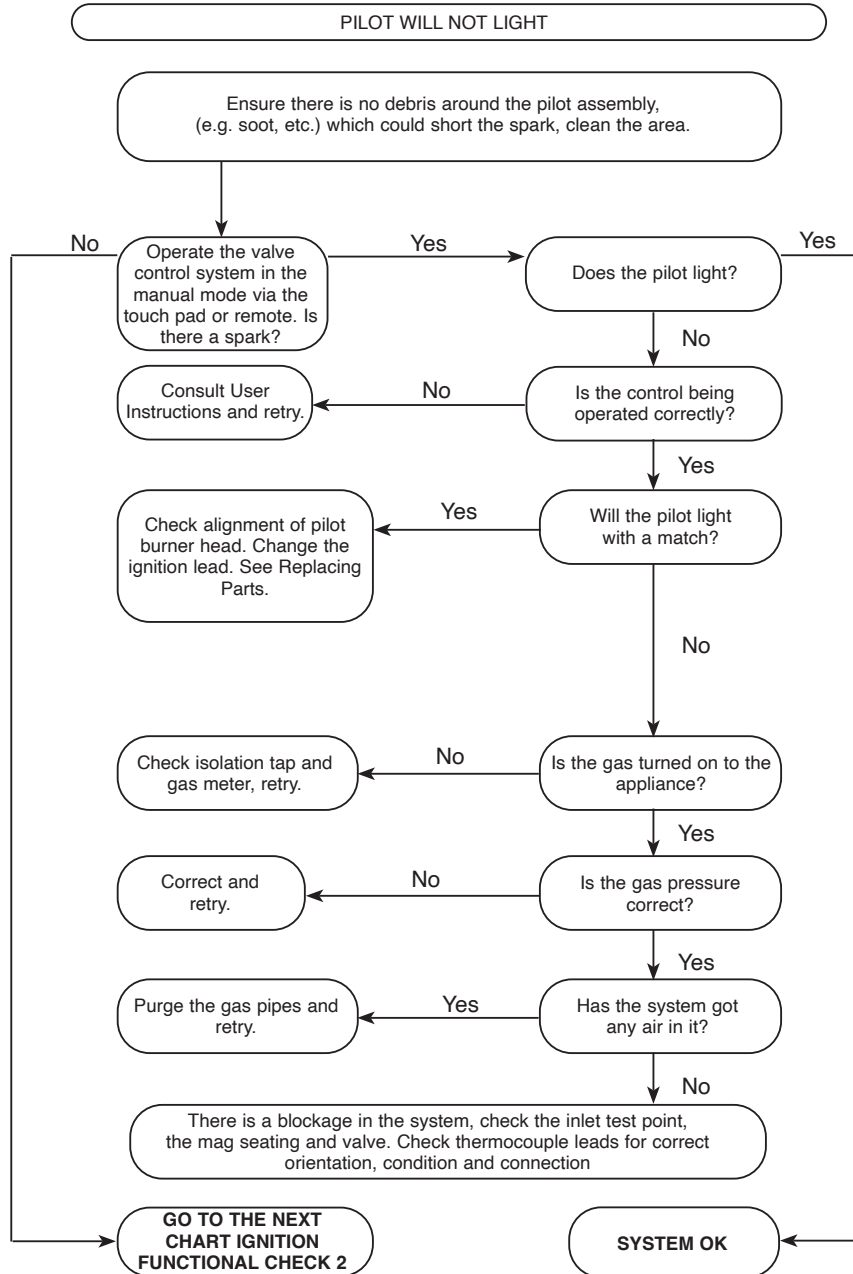 PILOT WILL NOT LIGHT
Ensure there is no debris around the pilot assembly,
(e.g. soot, etc.) which could short the spark, clean the area.
No
Operate the valve
control system in the
manual mode via the
touch pad or remote. Is
there a spark?
Yes
Does the pilot light?
Yes
No
Consult User
Instructions and retry.
No
Is the control being
operated correctly?
Yes
Check alignment of pilot
burner head. Change the
ignition lead. See Replacing
Parts.
Yes
Will the pilot light
with a match?
No
Check isolation tap and
gas meter, retry.
No
Is the gas turned on to the
appliance?
Yes
Correct and
retry.
No
Is the gas pressure
correct?
Yes
Purge the gas pipes and
retry.
Yes
Has the system got
any air in it?
No
There is a blockage in the system, check the inlet test point,
the mag seating and valve. Check thermocouple leads for correct
orientation, condition and connection
GO TO THE NEXT
CHART IGNITION
FUNCTIONAL CHECK 2
SYSTEM OK